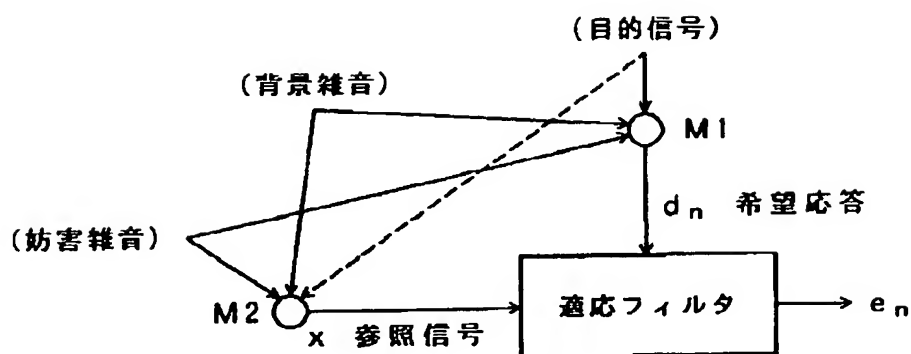 (目的信号)
(背景雑音)
M1
dn 希望応答
(妨害雑音)
M2
x 参照信号
適応フィルタ
en